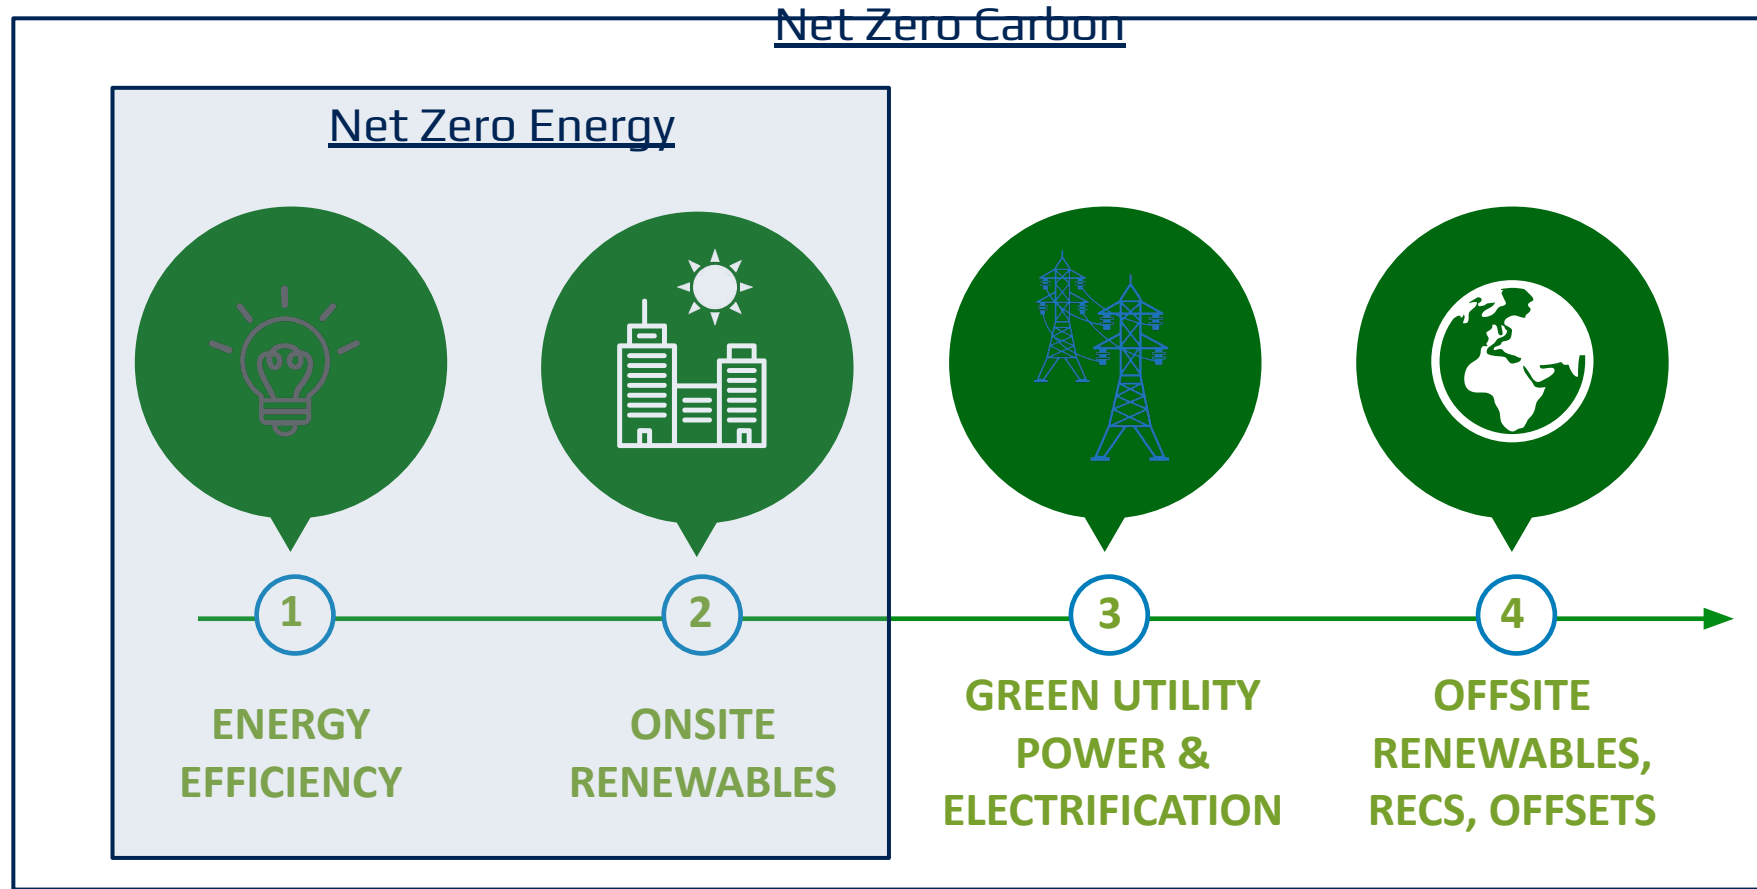 Net Zero Carbon
Net Zero Energy
1
2
3
4
ENERGY
EFFICIENCY
ONSITE
RENEWABLES
GREEN UTILITY
POWER &
ELECTRIFICATION
OFFSITE
RENEWABLES,
RECS, OFFSETS